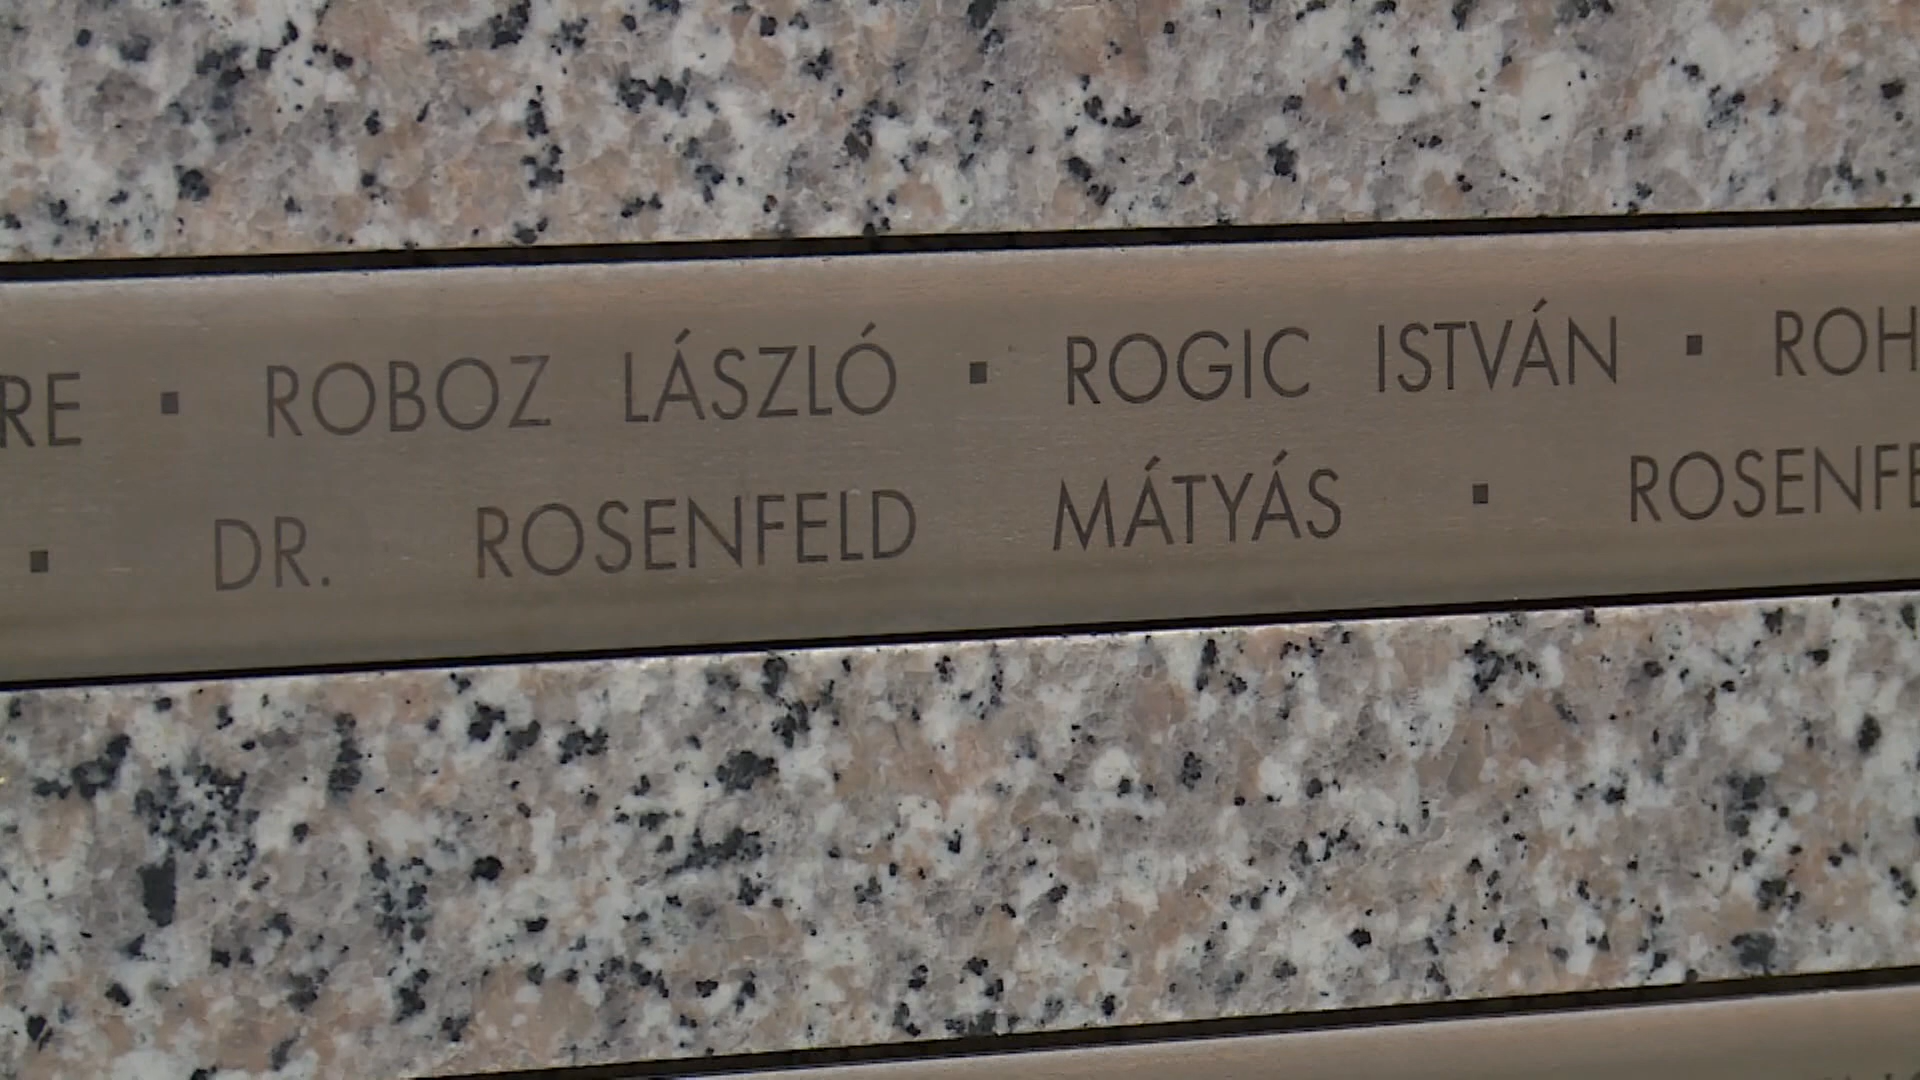 RE ▪ ROBOZ LÁSZLÓ ▪ ROGIC ISTVÁN ▪ ROH
▪ DR. ROSENFELD MÁTYÁS ▪ ROSENFE